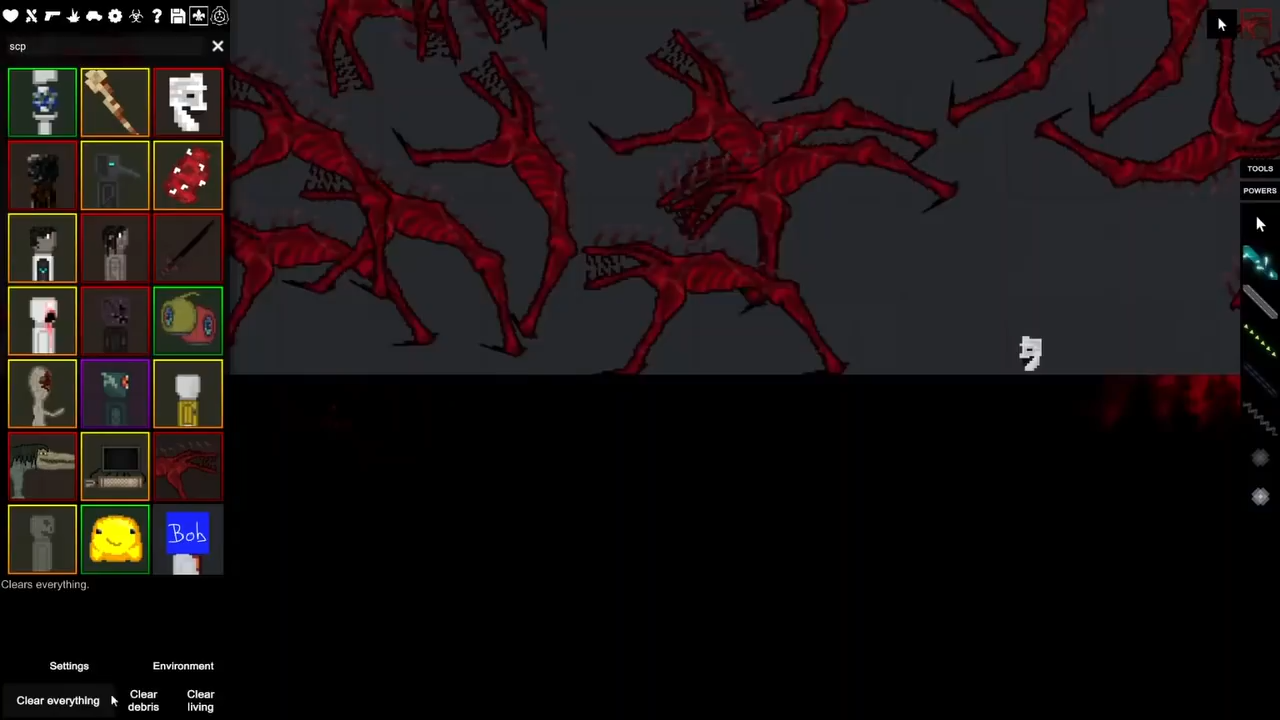 scp
TOOLS
POWERS
Bob
Clears everything.
Settings
Environment
Clear everything
Clear
debris
Clear
living